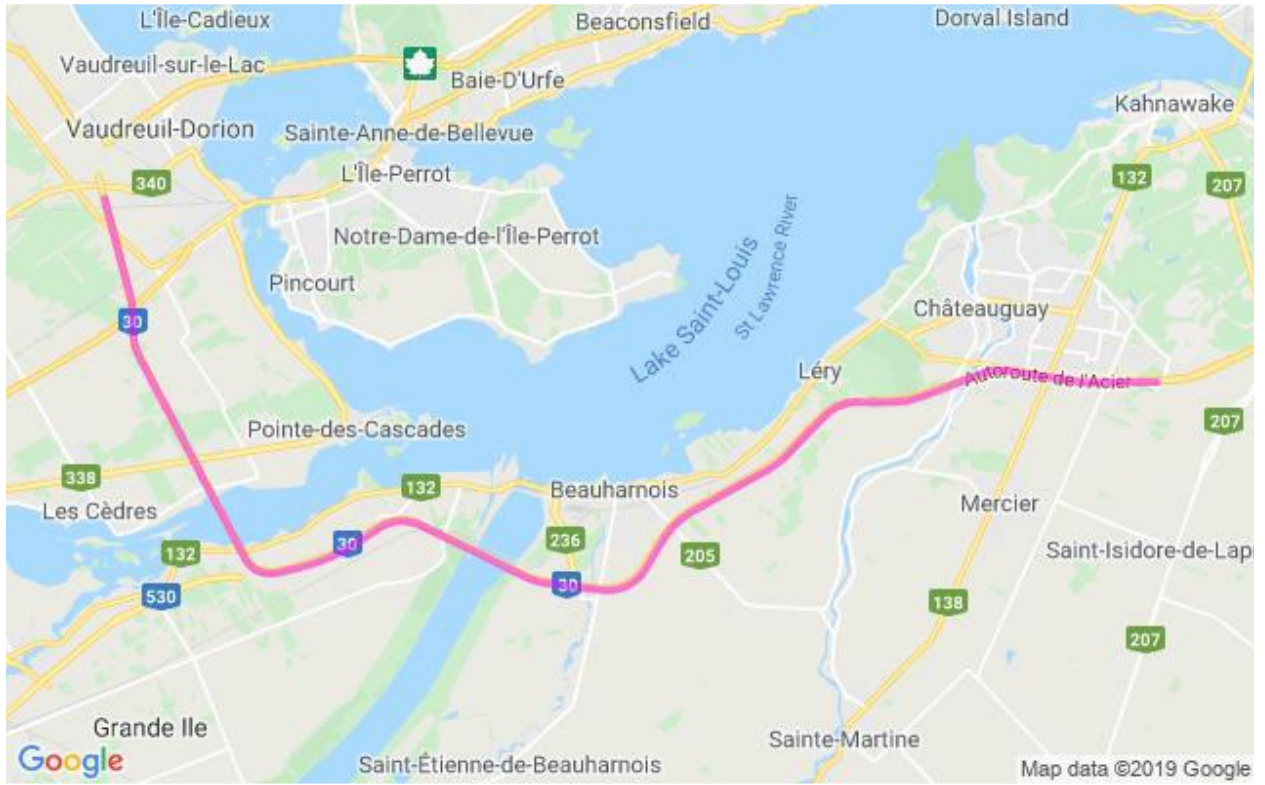 L'Île-Cadieux
Beaconsfield
Dorval Island
Vaudreuil-sur-le-Lac
Baie-D'Urfe
Kahnawake
Vaudreuil-Dorion
Sainte-Anne-de-Bellevue
L'Île-Perrot
340
132
207
Notre-Dame-de-l'Île-Perrot
Pincourt
Lake Saint-Louis
St Lawrence River
30
Châteauguay
Léry
Autoroute de l'Acier
207
Pointe-des-Cascades
338
132
Beauharnois
Les Cèdres
Mercier
132
30
236
205
Saint-Isidore-de-Lap
530
30
138
207
Grande Ile
Sainte-Martine
Google
Saint-Étienne-de-Beauharnois
Map data ©2019 Google